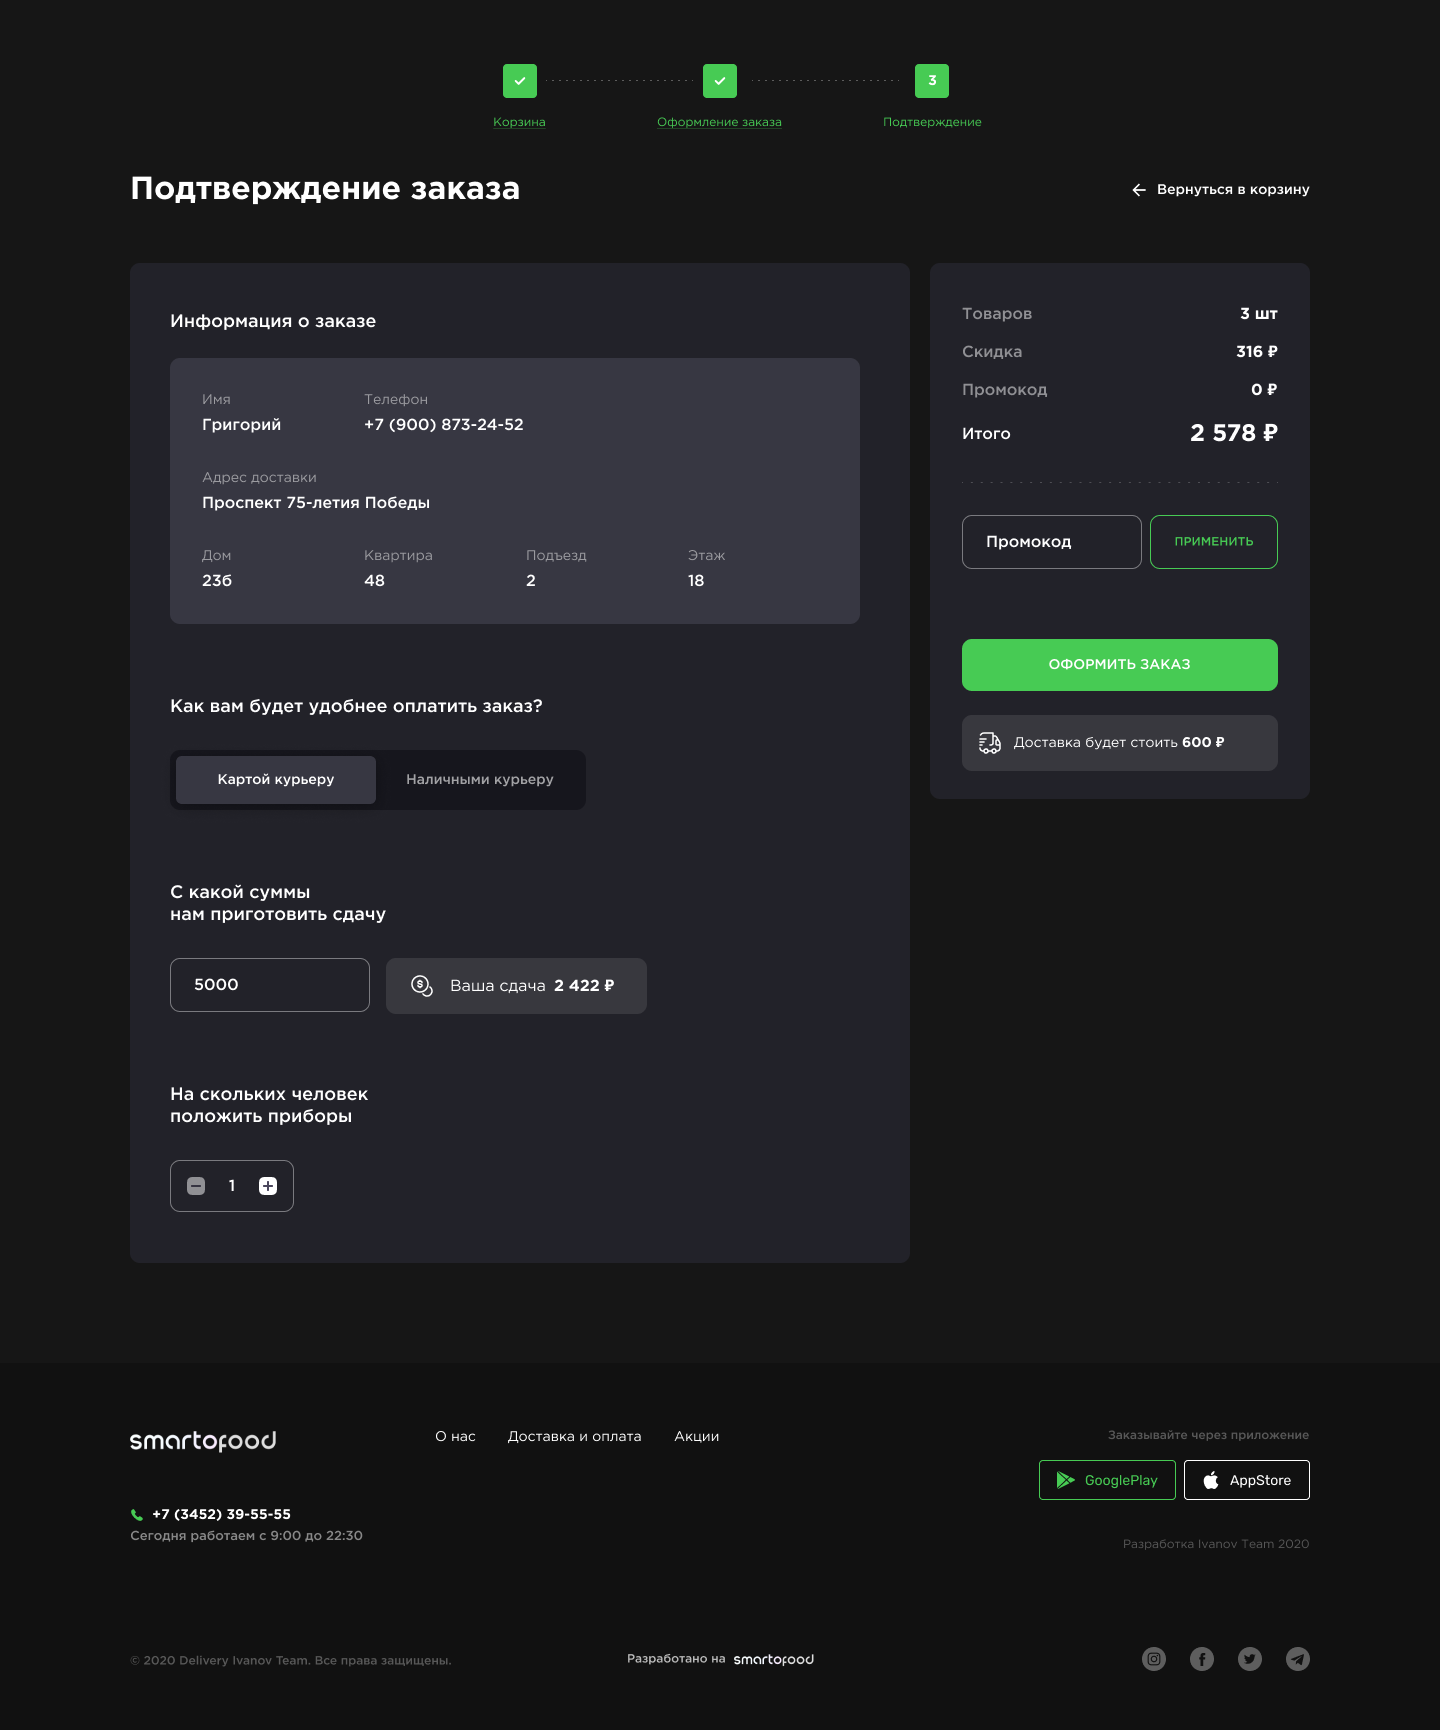 3
Корзина
Оформление заказа
Подтверждение
Подтверждение заказа
Вернуться в корзину
Информация о заказе
Имя
Григорий
Телефон
+7 (900) 873-24-52
Адрес доставки
Проспект 75-летия Победы
Дом
23б
Квартира
48
Подъезд
2
Этаж
18
Как вам будет удобнее оплатить заказ?
Картой курьеру
Наличными курьеру
С какой суммы
нам приготовить сдачу
5000
Ваша сдача 2 422 ₽
На скольких человек
положить приборы
1
Товаров 3 шт
Скидка 316 ₽
Промокод 0 ₽
Итого 2 578 ₽
Промокод
ПРИМЕНИТЬ
ОФОРМИТЬ ЗАКАЗ
Доставка будет стоить 600 ₽
smartofood
О нас
Доставка и оплата
Акции
Заказывайте через приложение
GooglePlay
AppStore
+7 (3452) 39-55-55
Сегодня работаем с 9:00 до 22:30
Разработка Ivanov Team 2020
© 2020 Delivery Ivanov Team. Все права защищены.
Разработано на smartofood